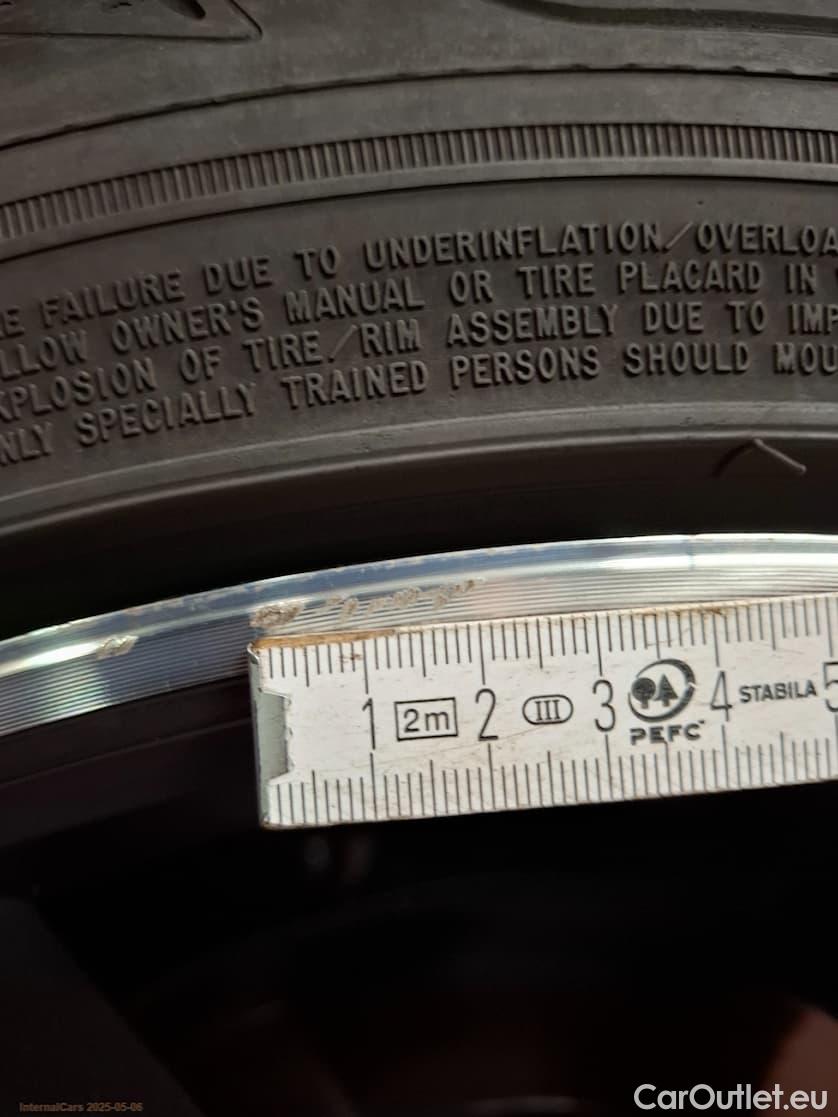 E FAILURE DUE TO UNDERINFLATION/OVERLOA
LLOW OWNER'S MANUAL OR TIRE PLACARD IN
XPLOSION OF TIRE/RIM ASSEMBLY DUE TO IMP
NLY SPECIALLY TRAINED PERSONS SHOULD MOU
1 2m 2 III 3 PEFC 4 STABILA 5
InternalCars 2025-05-06
CarOutlet.eu